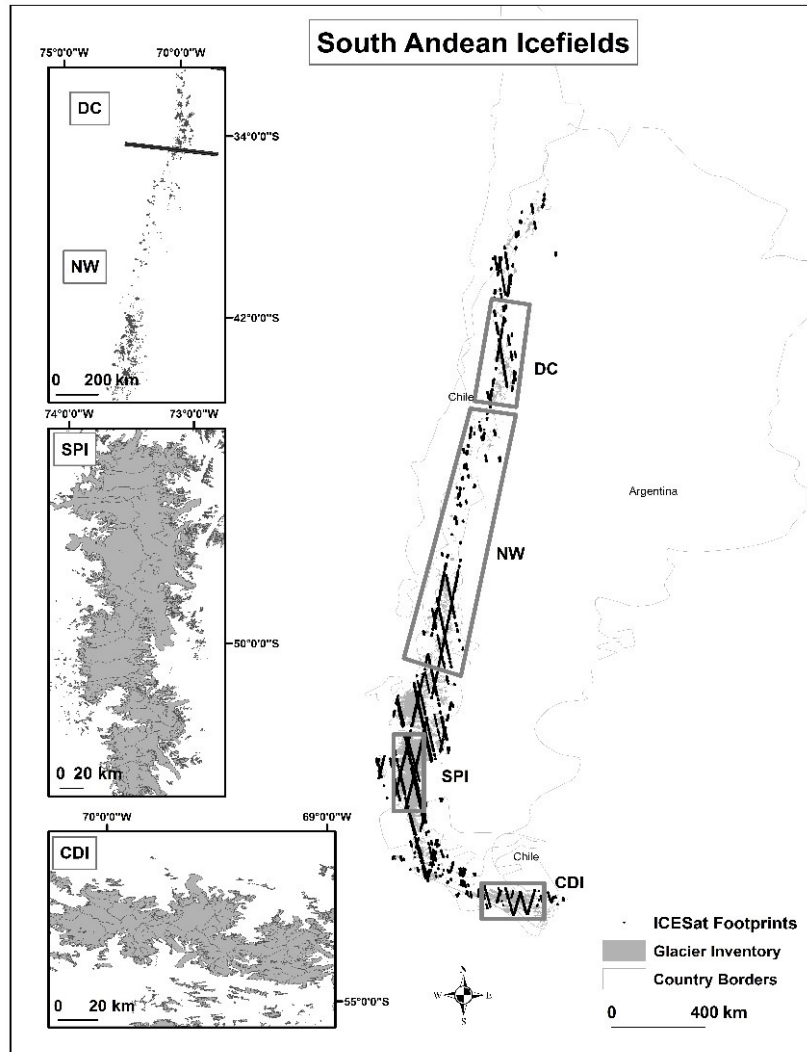 South Andean Icefields
75°0'0"W 70°0'0"W
DC
34°0'0"S
NW
42°0'0"S
0 200 km
74°0'0"W 73°0'0"W
SPI
50°0'0"S
0 20 km
70°0'0"W 69°0'0"W
CDI
55°0'0"S
0 20 km
DC
Chile
Argentina
NW
SPI
Chile
CDI
ICESat Footprints
Glacier Inventory
Country Borders
N
W E
S
0 400 km